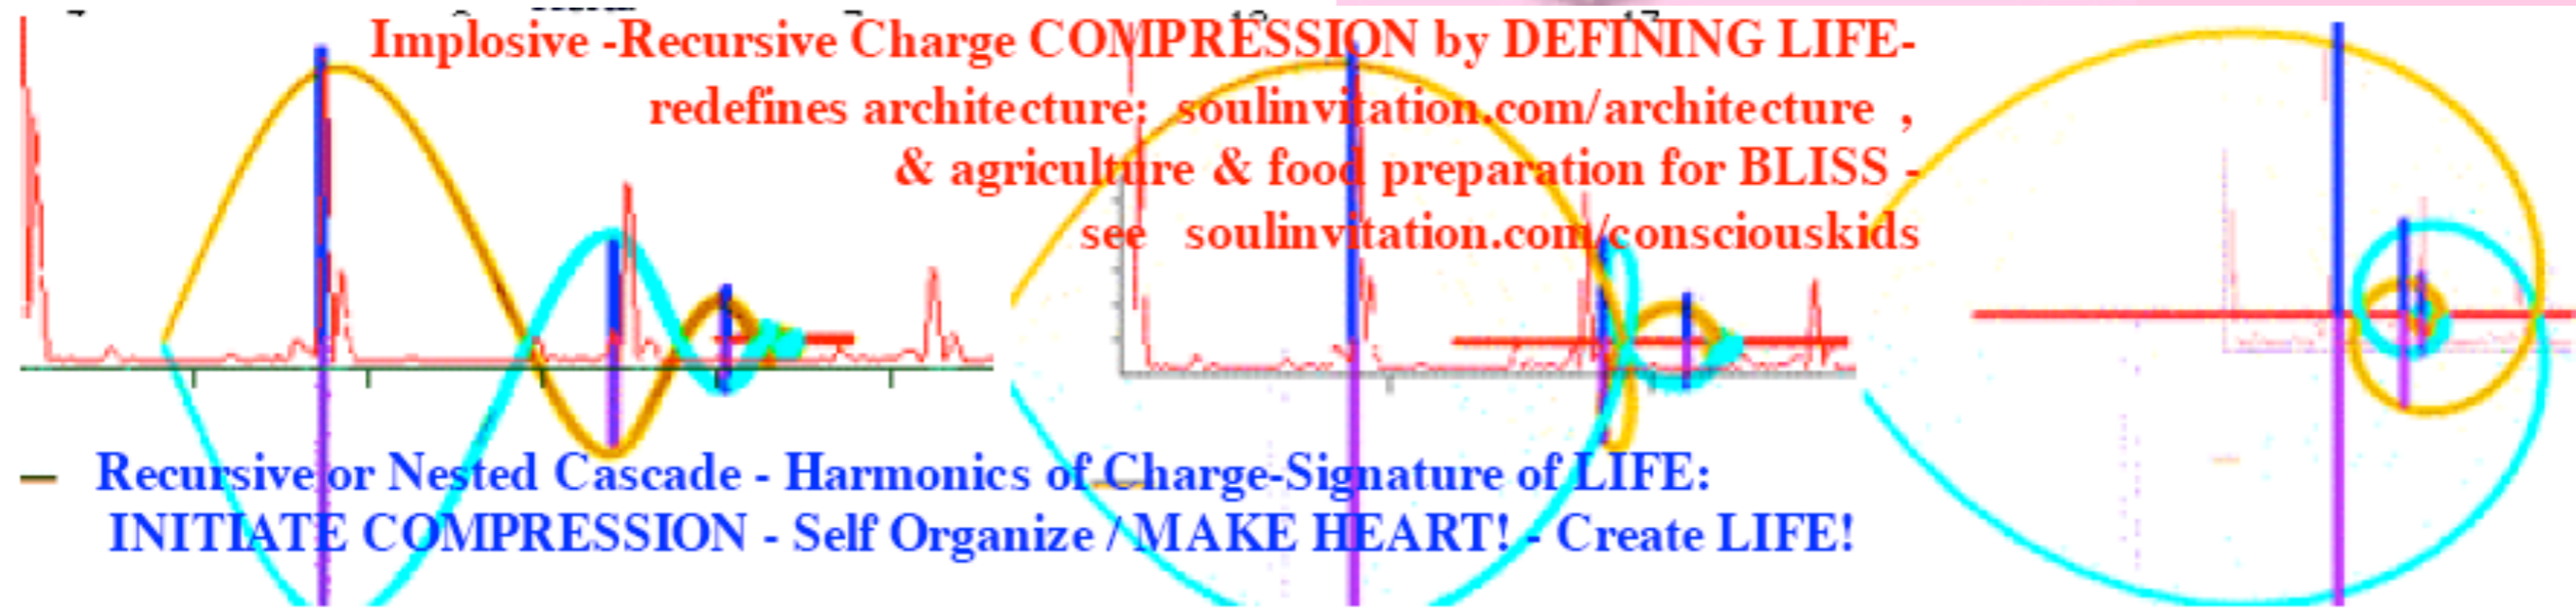 Implosive -Recursive Charge COMPRESSION by DEFINING LIFE-
redefines architecture: soulinvitation.com/architecture ,
& agriculture & food preparation for BLISS -
see soulinvitation.com/consciouskids
Recursive or Nested Cascade - Harmonics of Charge-Signature of LIFE:
INITIATE COMPRESSION - Self Organize / MAKE HEART! - Create LIFE!